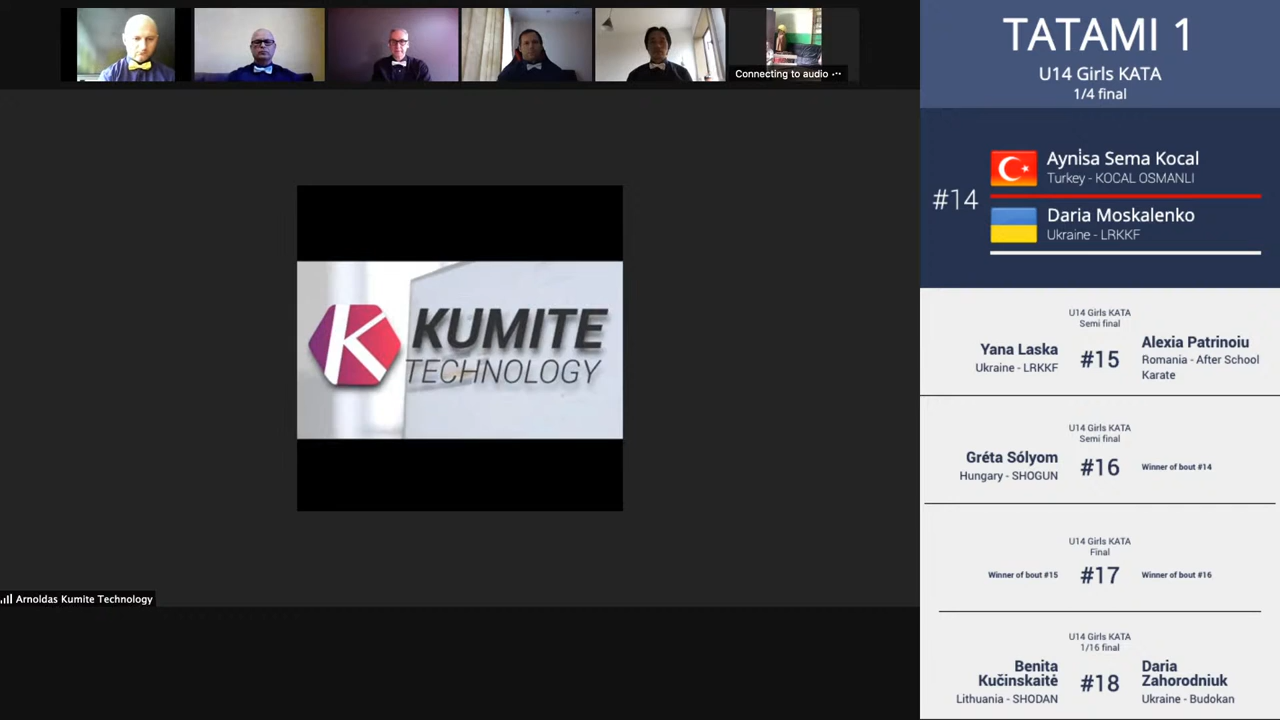 Connecting to audio ···
KUMITE
TECHNOLOGY
Arnoldas Kumite Technology
TATAMI 1
U14 Girls KATA
1/4 final
#14
Ayniṡa Sema Kocal
Turkey - KOCAL OSMANLI
Daria Moskalenko
Ukraine - LRKKF
U14 Girls KATA
Semi final
Yana Laska
Ukraine - LRKKF
#15
Alexia Patrinoiu
Romania - After School
Karate
U14 Girls KATA
Semi final
Gréta Sólyom
Hungary - SHOGUN
#16
Winner of bout #14
U14 Girls KATA
Final
Winner of bout #15
#17
Winner of bout #16
U14 Girls KATA
1/16 final
Benita
Kučinskaitė
Lithuania - SHODAN
#18
Daria
Zahorodniuk
Ukraine - Budokan